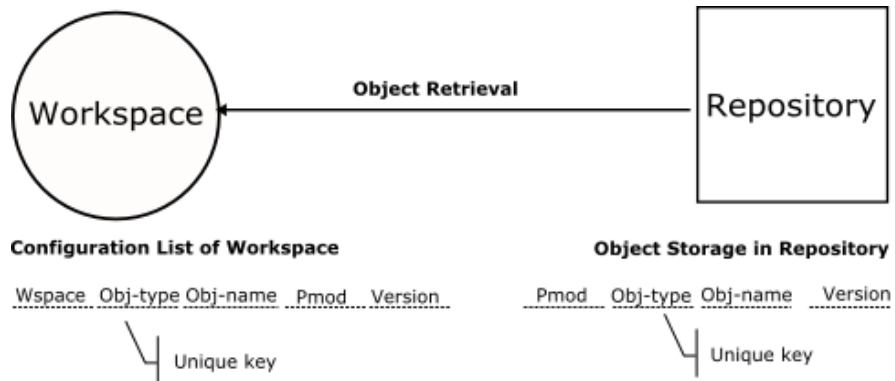 Object Retrieval
Workspace
Repository
Configuration List of Workspace
Object Storage in Repository
Wspace Obj-type Obj-name Pmod Version
Pmod Obj-type Obj-name Version
Unique key
Unique key